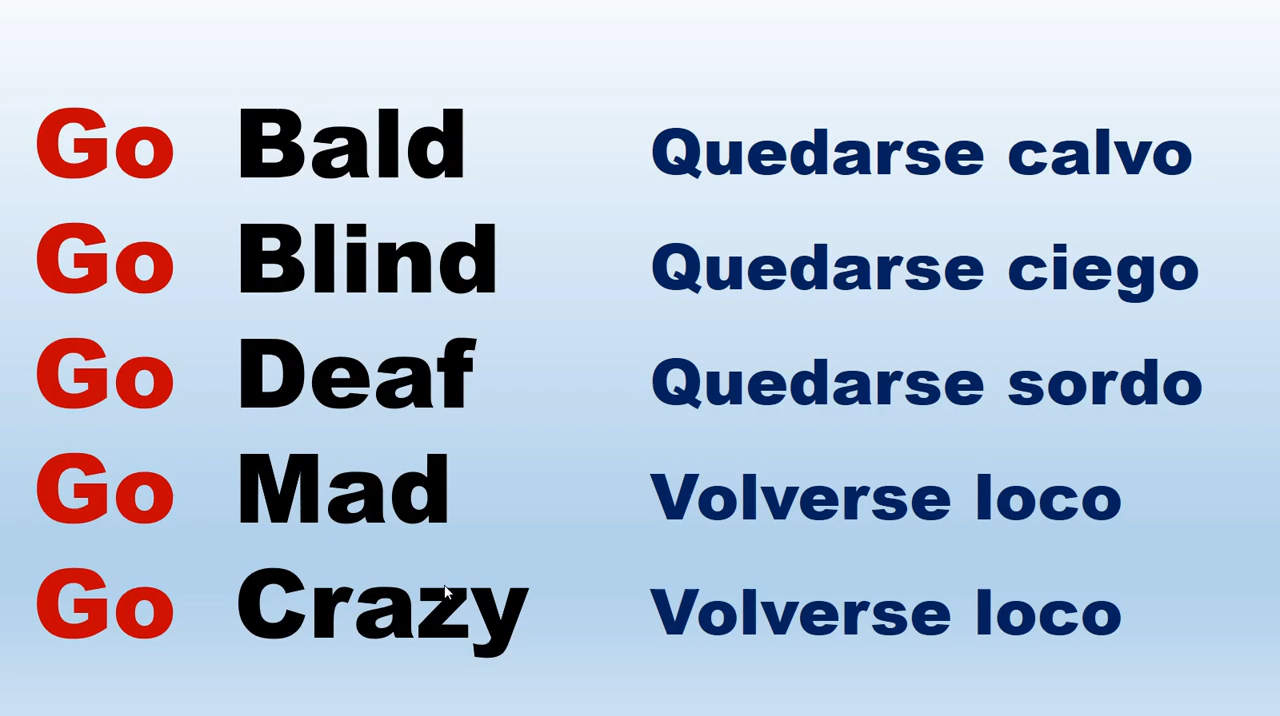 Go Bald Quedarse calvo
Go Blind Quedarse ciego
Go Deaf Quedarse sordo
Go Mad Volverse loco
Go Crazy Volverse loco